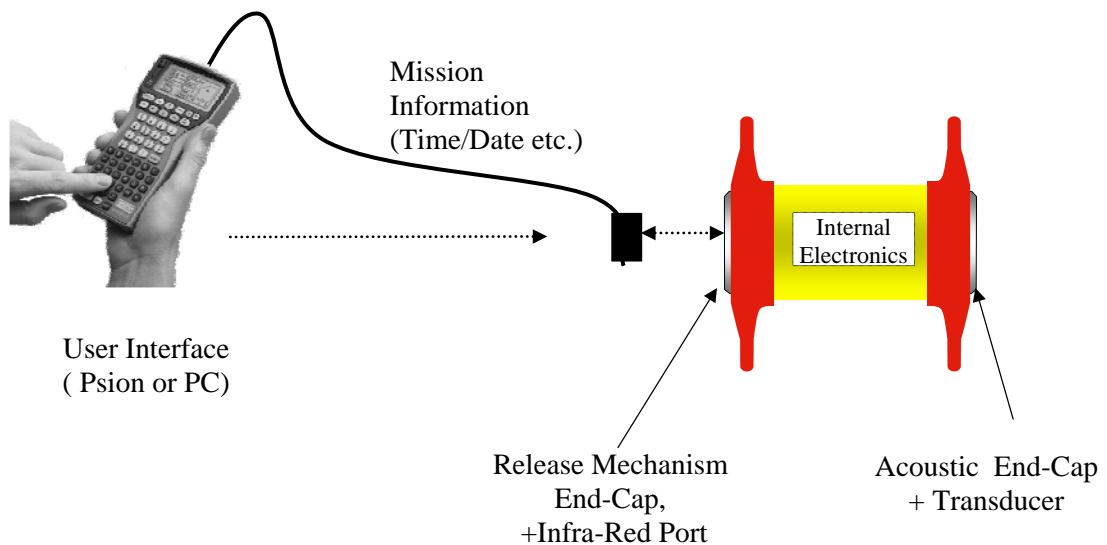 Mission
Information
(Time/Date etc.)
Internal
Electronics
User Interface
( Psion or PC)
Release Mechanism
End-Cap,
+Infra-Red Port
Acoustic End-Cap
+ Transducer